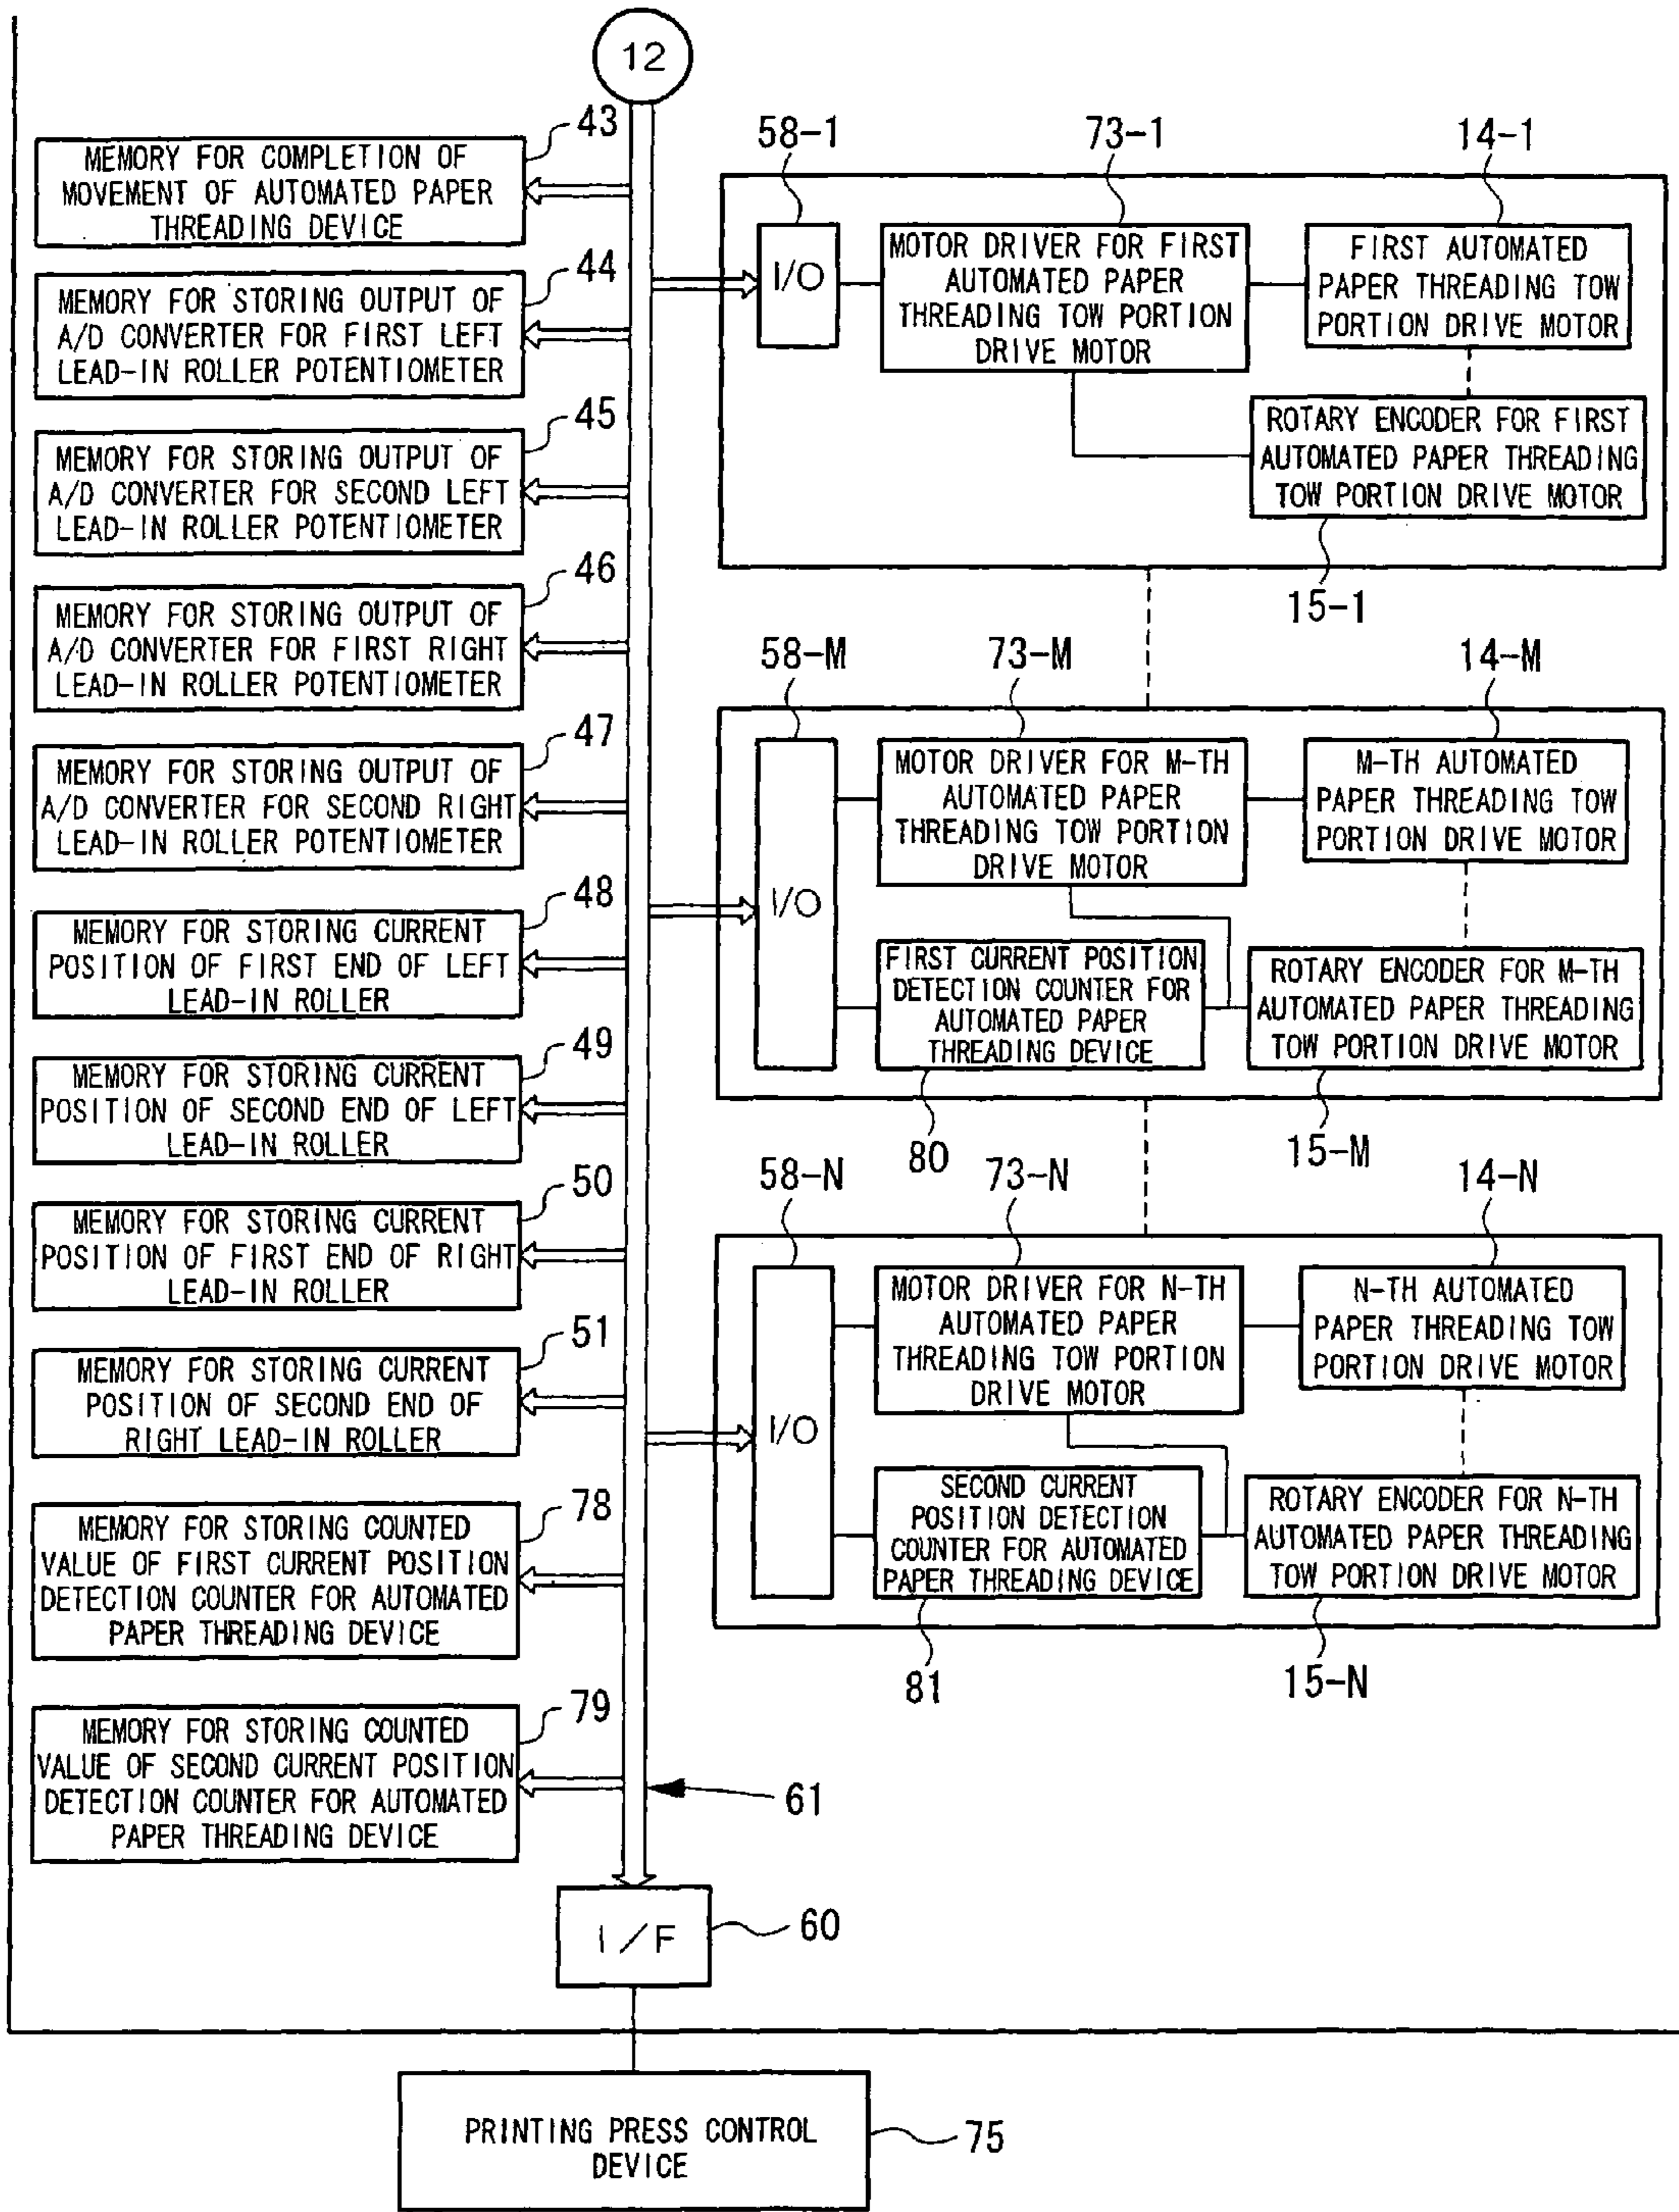 12
43
MEMORY FOR COMPLETION OF
MOVEMENT OF AUTOMATED PAPER
THREADING DEVICE
44
MEMORY FOR STORING OUTPUT OF
A/D CONVERTER FOR FIRST LEFT
LEAD-IN ROLLER POTENTIOMETER
45
MEMORY FOR STORING OUTPUT OF
A/D CONVERTER FOR SECOND LEFT
LEAD-IN ROLLER POTENTIOMETER
46
MEMORY FOR STORING OUTPUT OF
A/D CONVERTER FOR FIRST RIGHT
LEAD-IN ROLLER POTENTIOMETER
47
MEMORY FOR STORING OUTPUT OF
A/D CONVERTER FOR SECOND RIGHT
LEAD-IN ROLLER POTENTIOMETER
48
MEMORY FOR STORING CURRENT
POSITION OF FIRST END OF LEFT
LEAD-IN ROLLER
49
MEMORY FOR STORING CURRENT
POSITION OF SECOND END OF LEFT
LEAD-IN ROLLER
50
MEMORY FOR STORING CURRENT
POSITION OF FIRST END OF RIGHT
LEAD-IN ROLLER
51
MEMORY FOR STORING CURRENT
POSITION OF SECOND END OF
RIGHT LEAD-IN ROLLER
78
MEMORY FOR STORING COUNTED
VALUE OF FIRST CURRENT POSITION
DETECTION COUNTER FOR AUTOMATED
PAPER THREADING DEVICE
79
MEMORY FOR STORING COUNTED
VALUE OF SECOND CURRENT POSITION
DETECTION COUNTER FOR AUTOMATED
PAPER THREADING DEVICE
61
58-1
73-1
14-1
I/O
MOTOR DRIVER FOR FIRST
AUTOMATED PAPER
THREADING TOW PORTION
DRIVE MOTOR
FIRST AUTOMATED
PAPER THREADING TOW
PORTION DRIVE MOTOR
ROTARY ENCODER FOR FIRST
AUTOMATED PAPER THREADING
TOW PORTION DRIVE MOTOR
15-1
58-M
73-M
14-M
I/O
MOTOR DRIVER FOR M-TH
AUTOMATED PAPER
THREADING TOW PORTION
DRIVE MOTOR
M-TH AUTOMATED
PAPER THREADING TOW
PORTION DRIVE MOTOR
FIRST CURRENT POSITION
DETECTION COUNTER FOR
AUTOMATED PAPER
THREADING DEVICE
ROTARY ENCODER FOR M-TH
AUTOMATED PAPER THREADING
TOW PORTION DRIVE MOTOR
80
15-M
58-N
73-N
14-N
I/O
MOTOR DRIVER FOR N-TH
AUTOMATED PAPER
THREADING TOW PORTION
DRIVE MOTOR
N-TH AUTOMATED
PAPER THREADING TOW
PORTION DRIVE MOTOR
SECOND CURRENT
POSITION DETECTION
COUNTER FOR AUTOMATED
PAPER THREADING DEVICE
ROTARY ENCODER FOR N-TH
AUTOMATED PAPER THREADING
TOW PORTION DRIVE MOTOR
81
15-N
I/F
60
PRINTING PRESS CONTROL
DEVICE
75